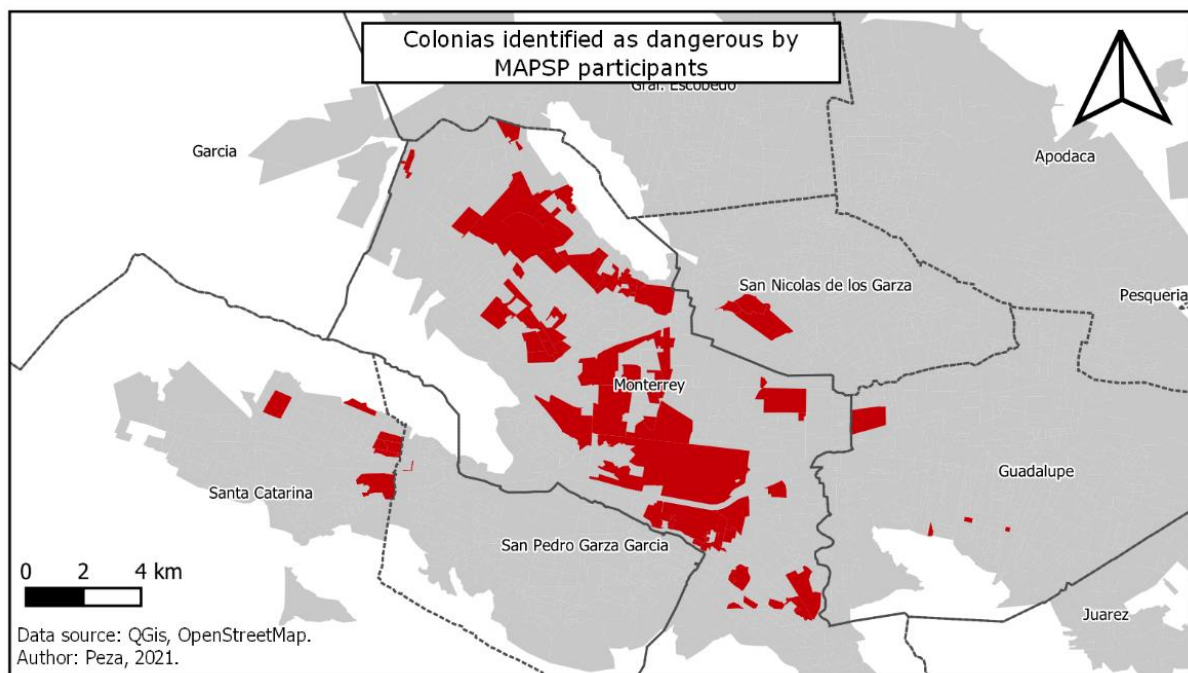 Colonias identified as dangerous by
MAPSP participants
Gral. Escobedo
Garcia
Apodaca
San Nicolas de los Garza
Pesqueria
Monterrey
Guadalupe
Santa Catarina
San Pedro Garza Garcia
0 2 4 km
Juarez
Data source: QGis, OpenStreetMap.
Author: Peza, 2021.